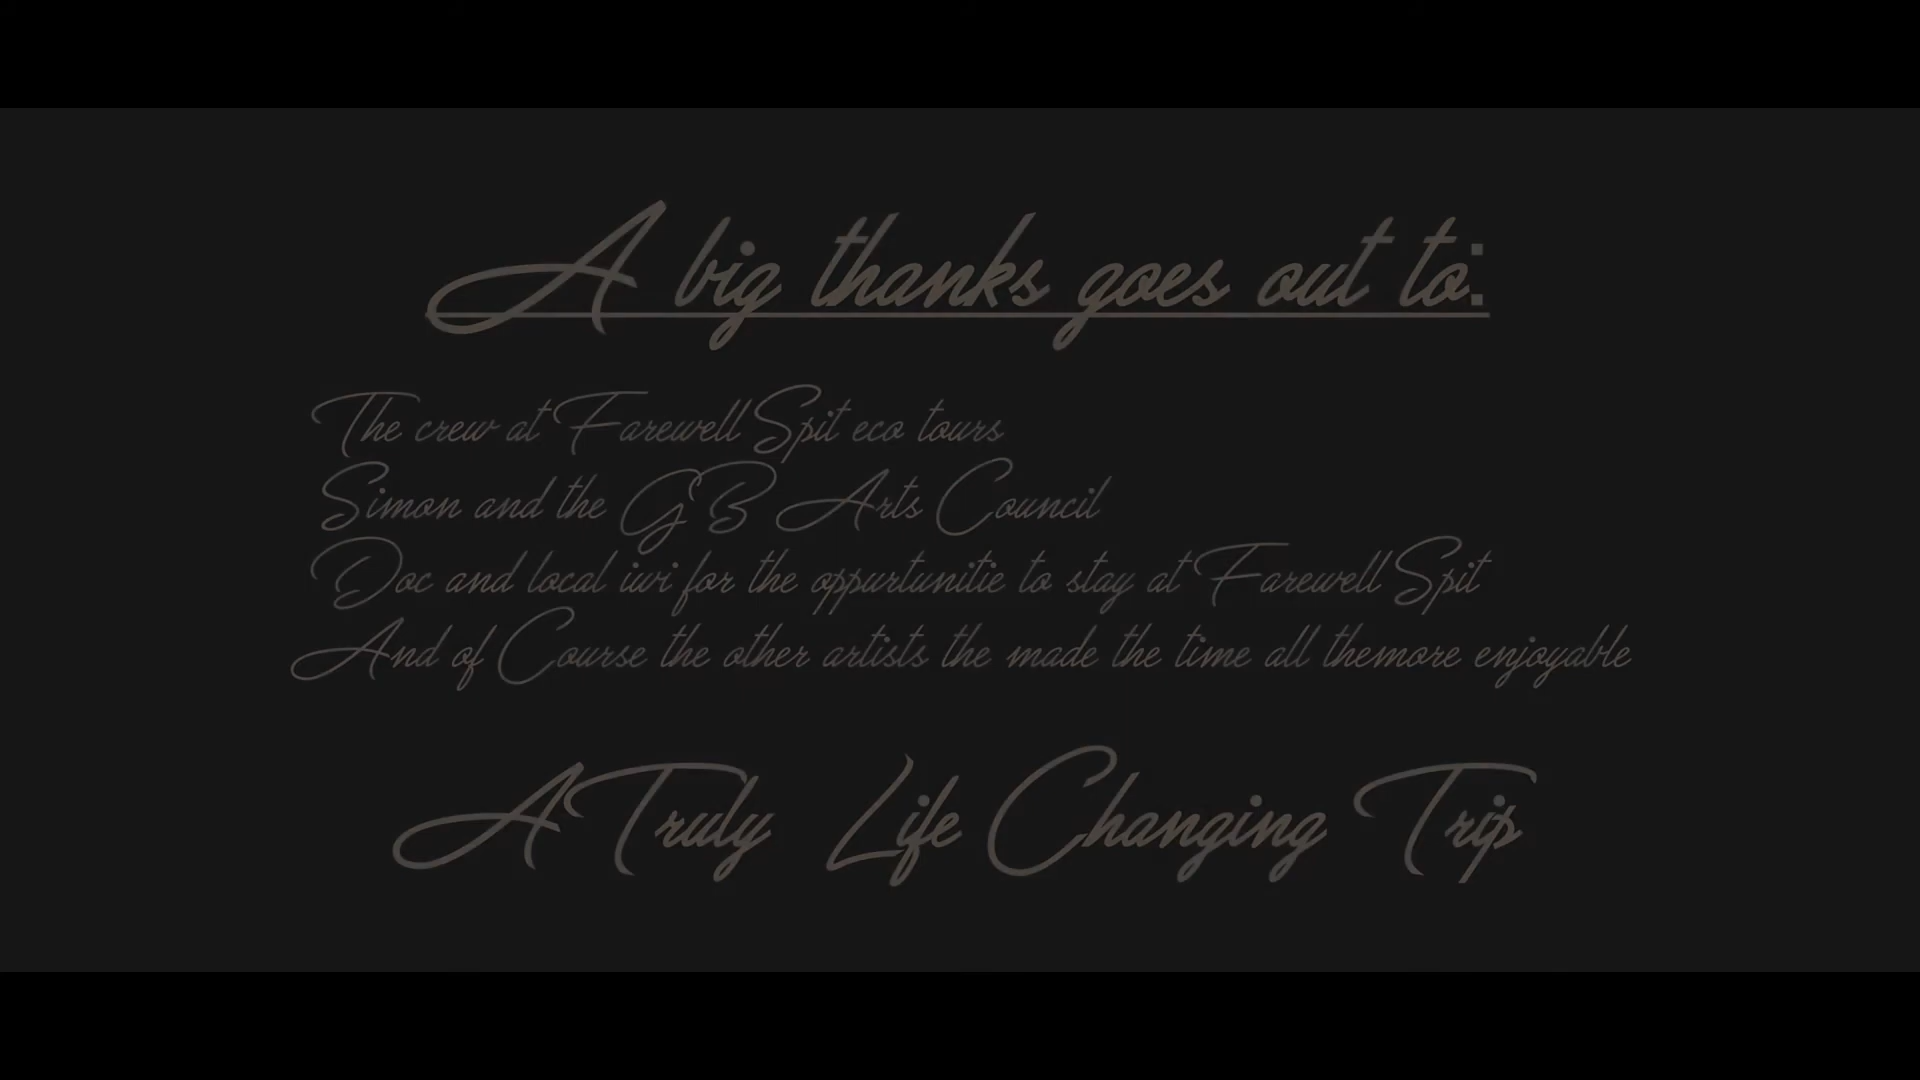 A big thanks goes out to:
The crew at Farewell Spit eco tours
Simon and the GB Arts Council
Doc and local iwi for the oppurtunitie to stay at Farewell Spit
And of Course the other artists the made the time all themore enjoyable
A Truly Life Changing Trip